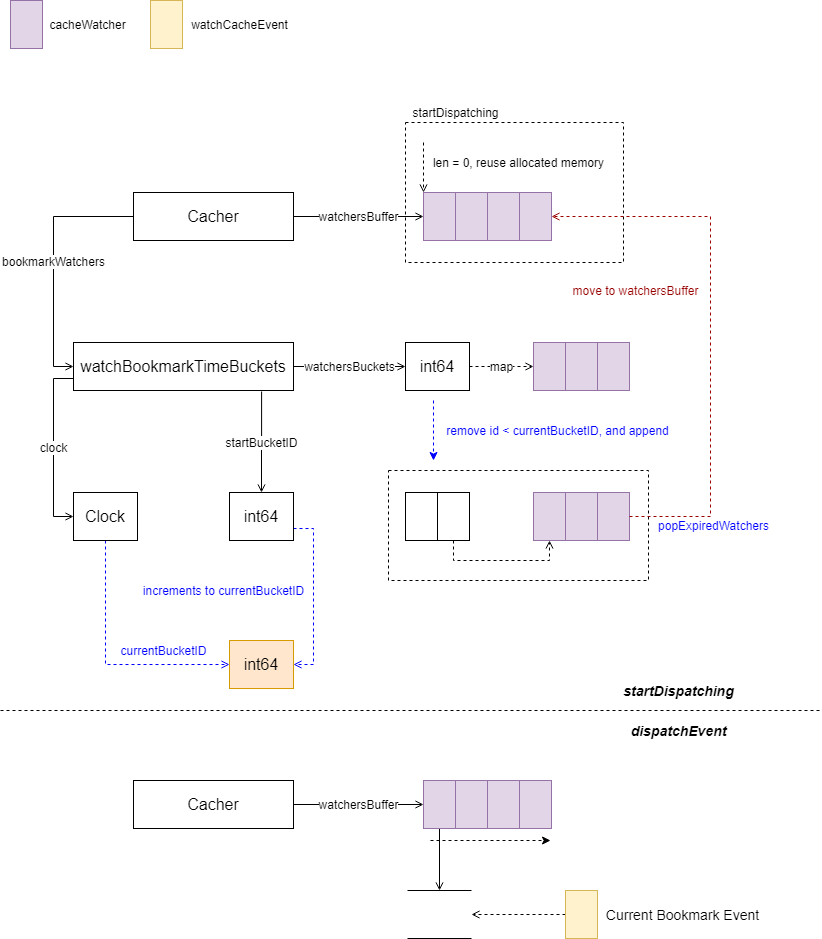 cacheWatcher
watchCacheEvent
startDispatching
len = 0, reuse allocated memory
Cacher
watchersBuffer
bookmarkWatchers
move to watchersBuffer
watchBookmarkTimeBuckets
watchersBuckets
int64
map
remove id < currentBucketID, and append
startBucketID
clock
Clock
int64
popExpiredWatchers
increments to currentBucketID
currentBucketID
int64
startDispatching
dispatchEvent
Cacher
watchersBuffer
Current Bookmark Event